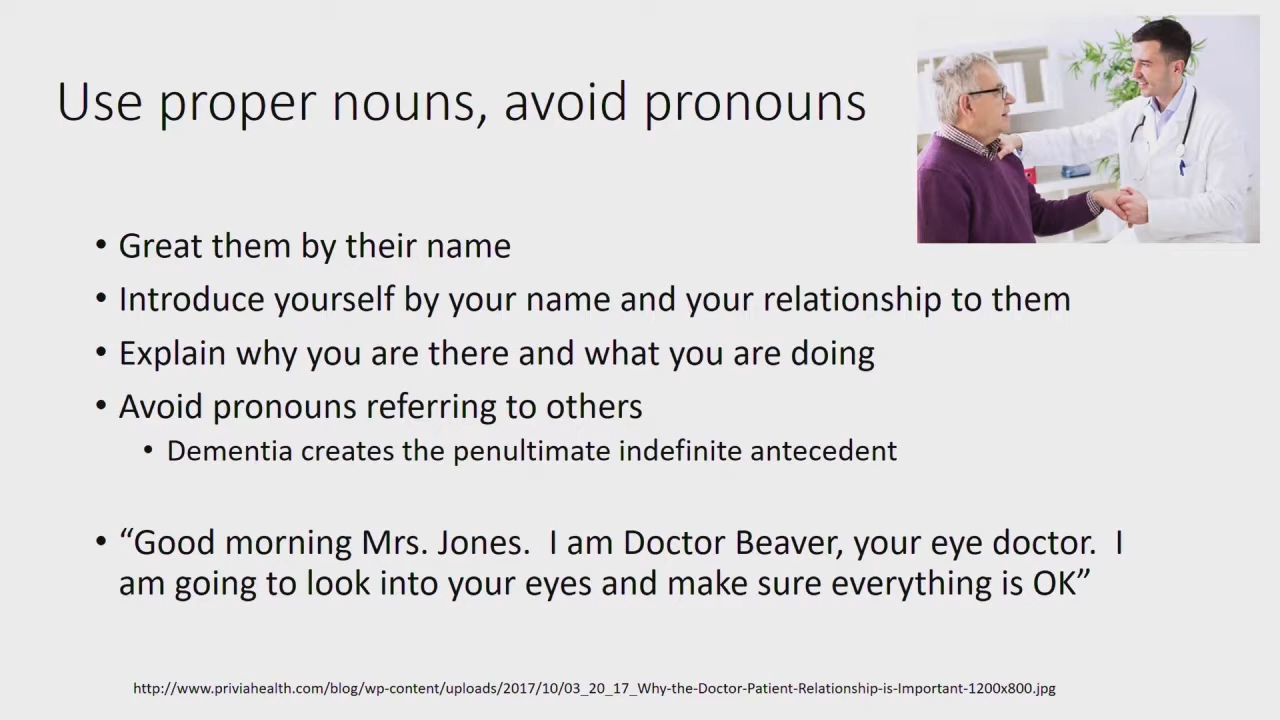 Use proper nouns, avoid pronouns
• Great them by their name
• Introduce yourself by your name and your relationship to them
• Explain why you are there and what you are doing
• Avoid pronouns referring to others
• Dementia creates the penultimate indefinite antecedent
• “Good morning Mrs. Jones.  I am Doctor Beaver, your eye doctor.  I
am going to look into your eyes and make sure everything is OK”
http://www.priviahealth.com/blog/wp-content/uploads/2017/10/03_20_17_Why-the-Doctor-Patient-Relationship-is-Important-1200x800.jpg